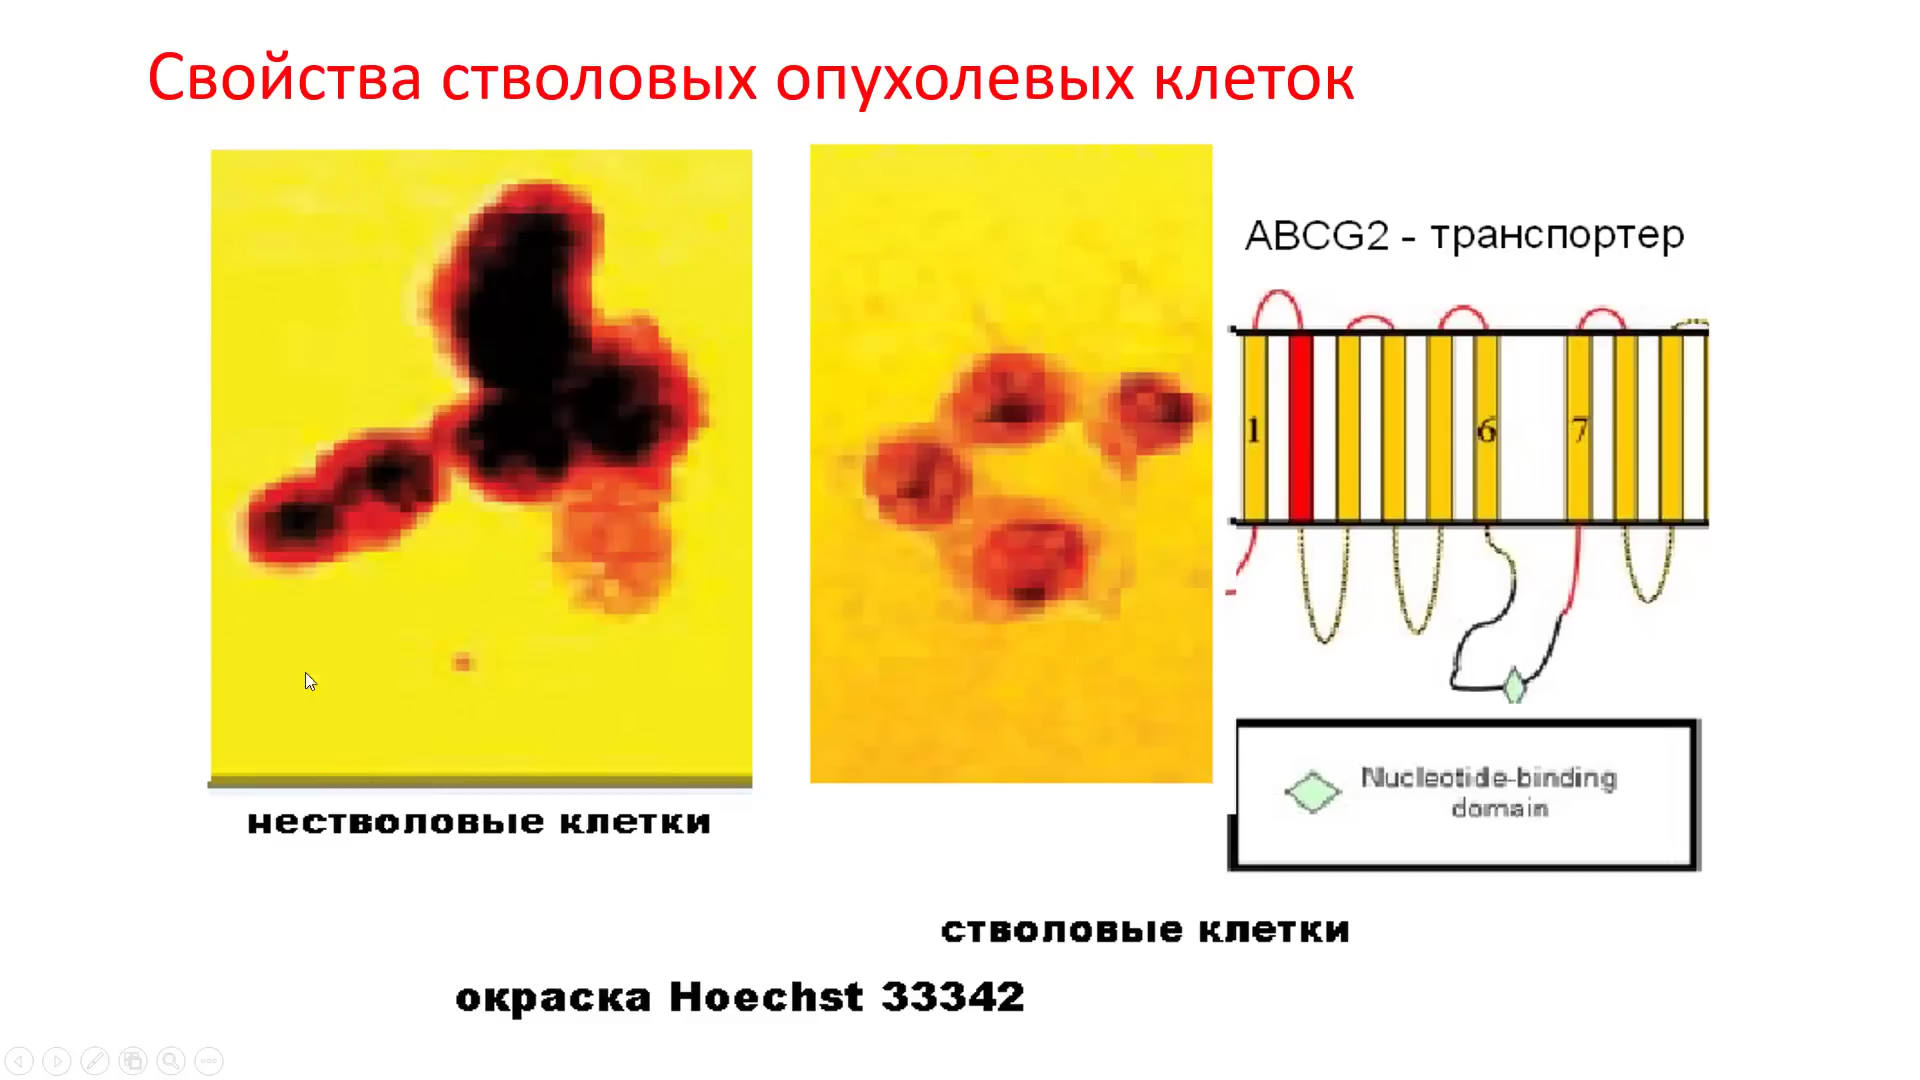 Свойства стволовых опухолевых клеток
ABCG2 - транспортер
1
6
7
Nucleotide-binding
domain
нестволовые клетки
стволовые клетки
окраска Hoechst 33342